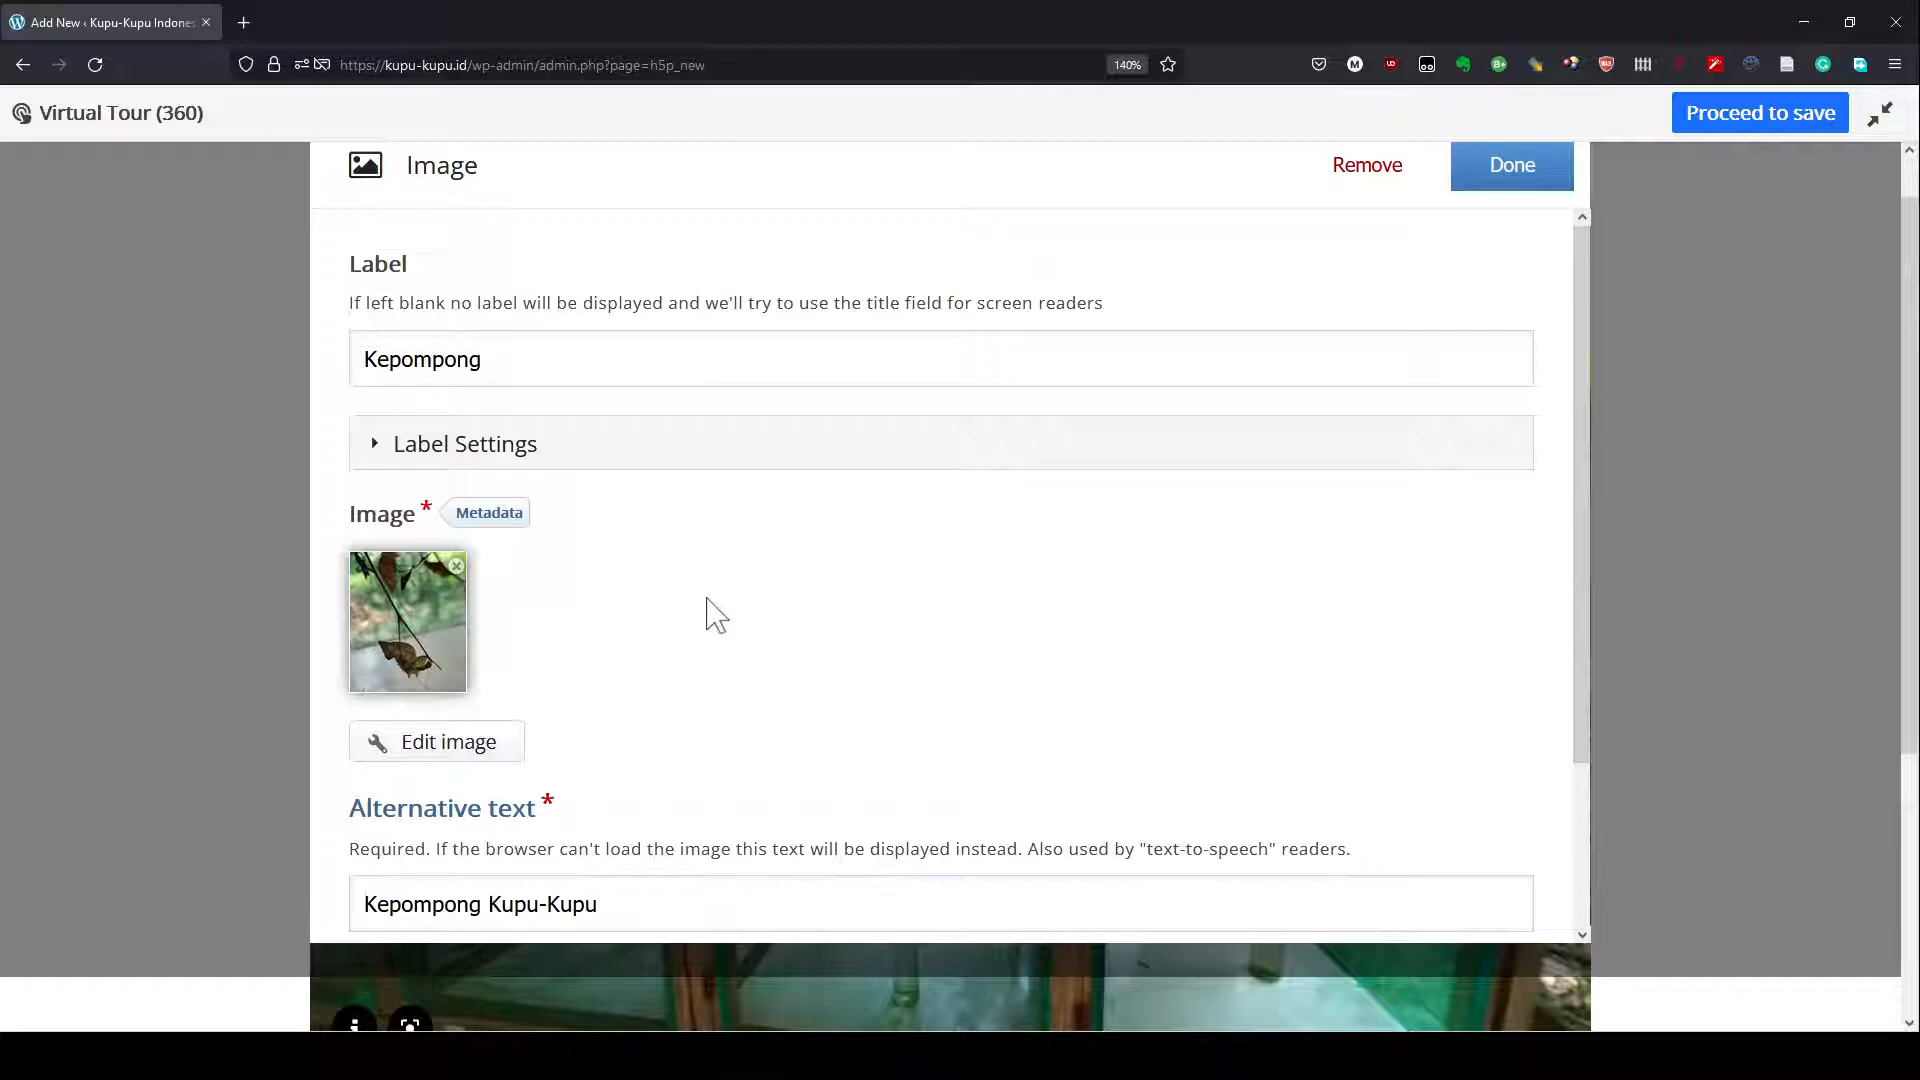 Add New ‹ Kupu-Kupu Indones
https://kupu-kupu.id/wp-admin/admin.php?page=h5p_new
140%
Virtual Tour (360)
Proceed to save
Image
Remove
Done
Label
If left blank no label will be displayed and we'll try to use the title field for screen readers
Kepompong
Label Settings
Image *
Metadata
Edit image
Alternative text *
Required. If the browser can't load the image this text will be displayed instead. Also used by "text-to-speech" readers.
Kepompong Kupu-Kupu